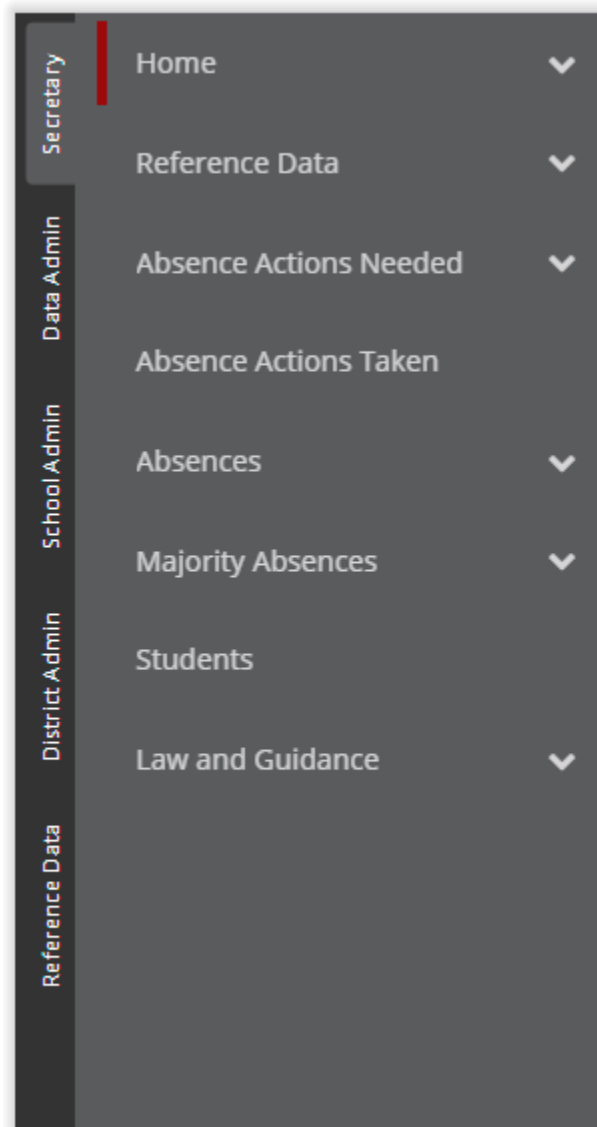 Secretary
Data Admin
School Admin
District Admin
Reference Data
Home
Reference Data
Absence Actions Needed
Absence Actions Taken
Absences
Majority Absences
Students
Law and Guidance